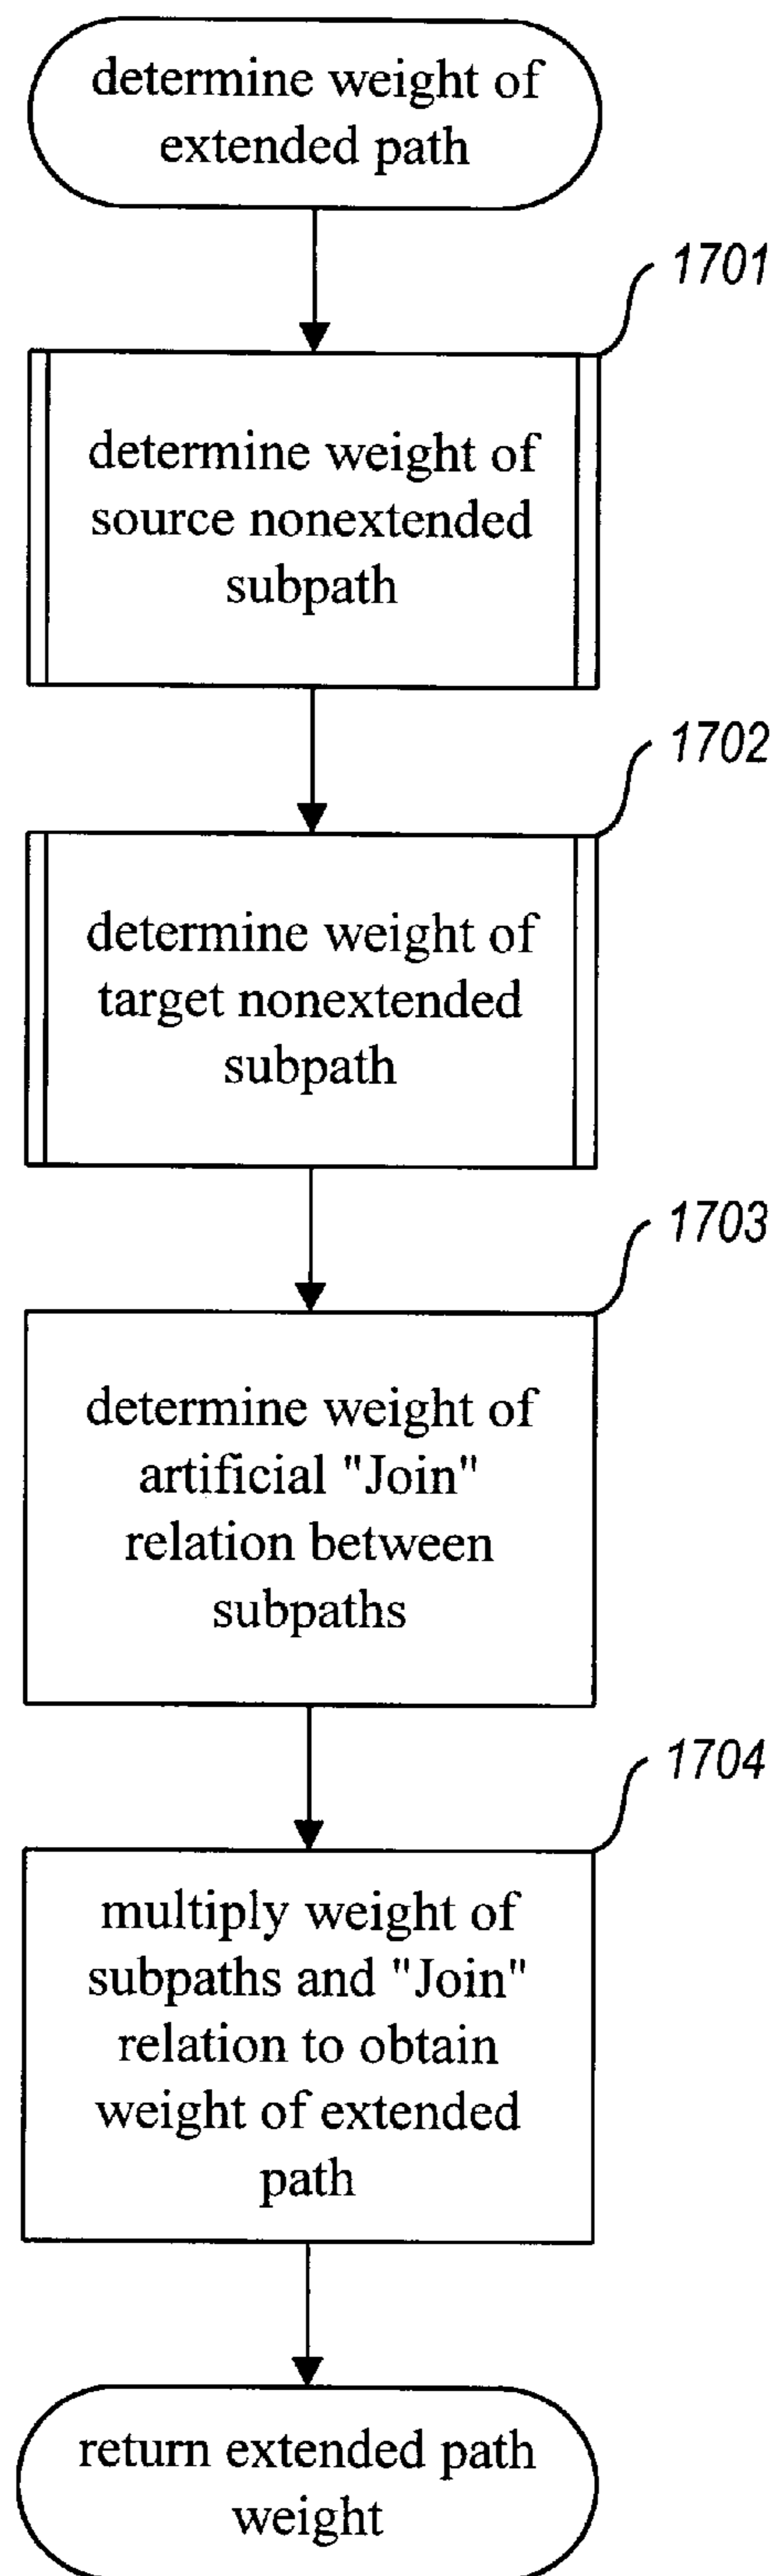 determine weight of
extended path
1701
determine weight of
source nonextended
subpath
1702
determine weight of
target nonextended
subpath
1703
determine weight of
artificial "Join"
relation between
subpaths
1704
multiply weight of
subpaths and "Join"
relation to obtain
weight of extended
path
return extended path
weight